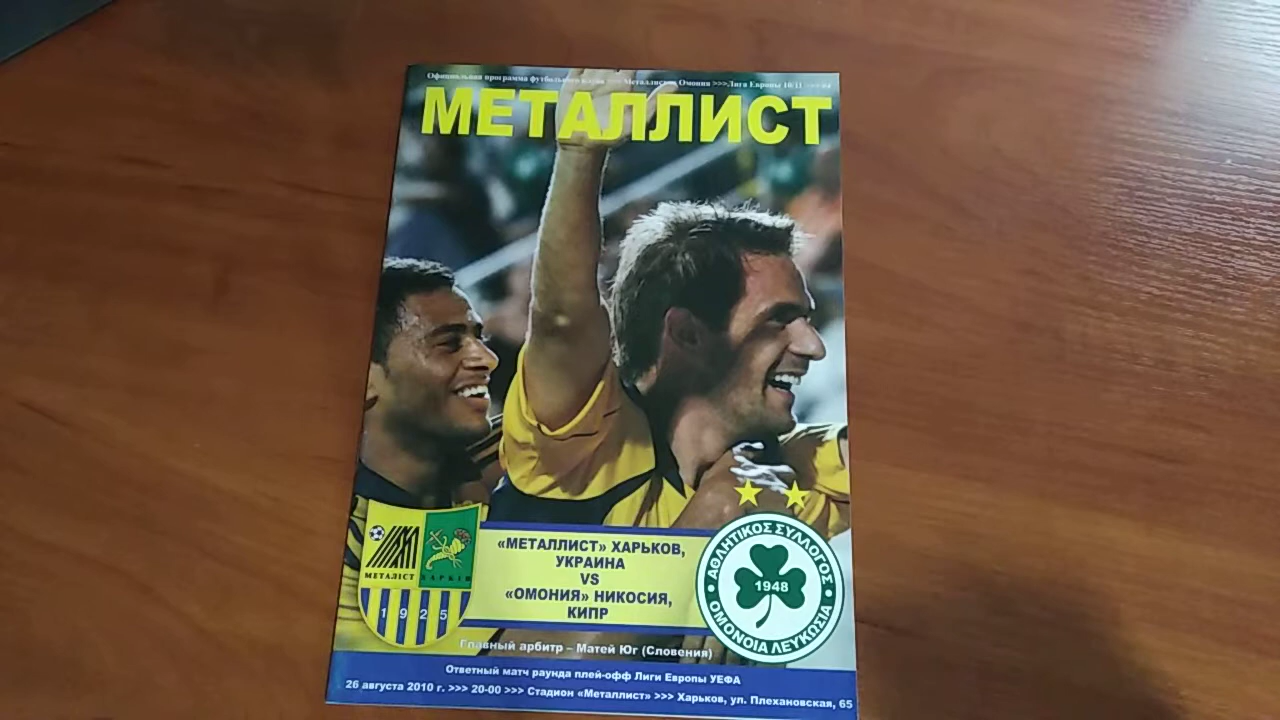 Официальная программа футбольного клуба >>> Металлист - Омония >>> Лига Европы 10/11 >>>
МЕТАЛЛИСТ
«МЕТАЛЛИСТ» ХАРЬКОВ,
УКРАИНА
VS
«ОМОНИЯ» НИКОСИЯ,
КИПР
МЕТАЛІСТ
ХАРКІВ
1925
ΑΘΛΗΤΙΚΟΣ ΣΥΛΛΟΓΟΣ
1948
ΟΜΟΝΟΙΑ ΛΕΥΚΩΣΙΑ
Главный арбитр – Матей Юг (Словения)
Ответный матч раунда плей-офф Лиги Европы УЕФА
26 августа 2010 г. >>> 20-00 >>> Стадион «Металлист» >>> Харьков, ул. Плехановская, 65